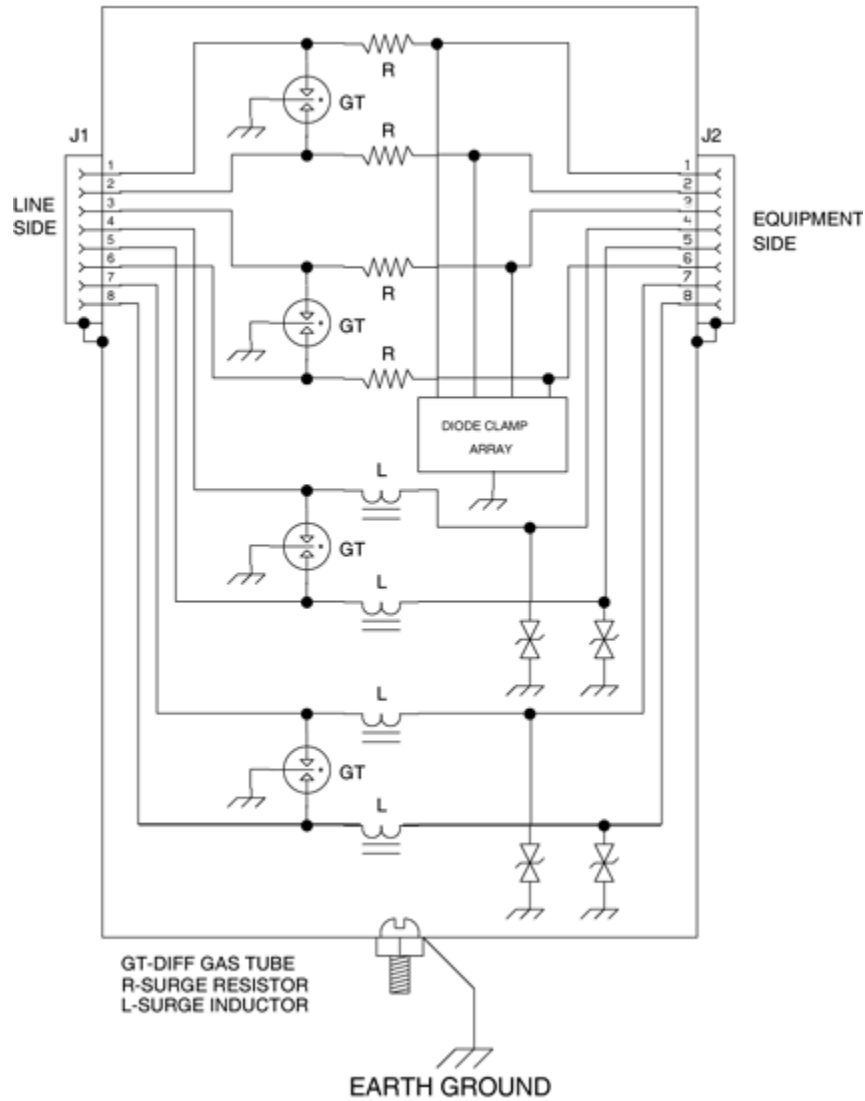 R
GT
J1
J2
R
1
2
3
4
5
6
7
8
LINE
SIDE
1
2
3
4
5
6
7
8
EQUIPMENT
SIDE
R
GT
R
DIODE CLAMP
ARRAY
L
GT
L
L
GT
L
GT-DIFF GAS TUBE
R-SURGE RESISTOR
L-SURGE INDUCTOR
EARTH GROUND